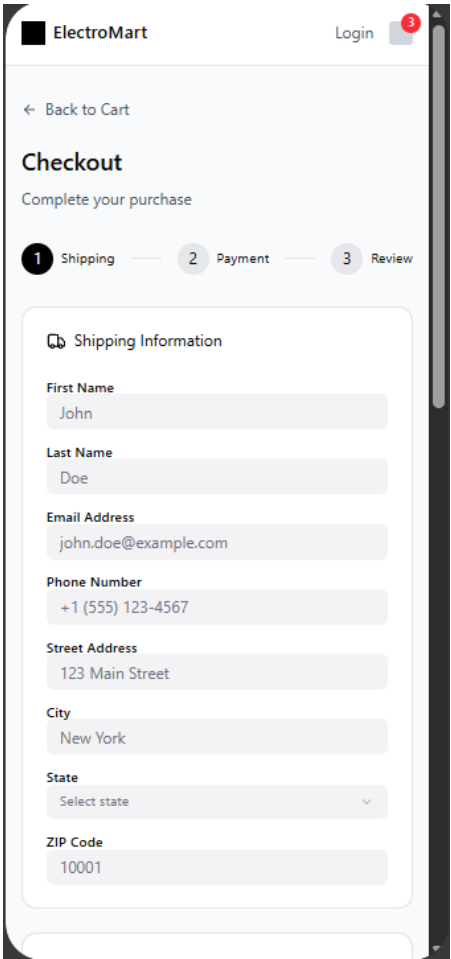 ElectroMart Login 3
← Back to Cart
Checkout
Complete your purchase
1 Shipping 2 Payment 3 Review
Shipping Information
First Name
John
Last Name
Doe
Email Address
john.doe@example.com
Phone Number
+1 (555) 123-4567
Street Address
123 Main Street
City
New York
State
Select state
ZIP Code
10001